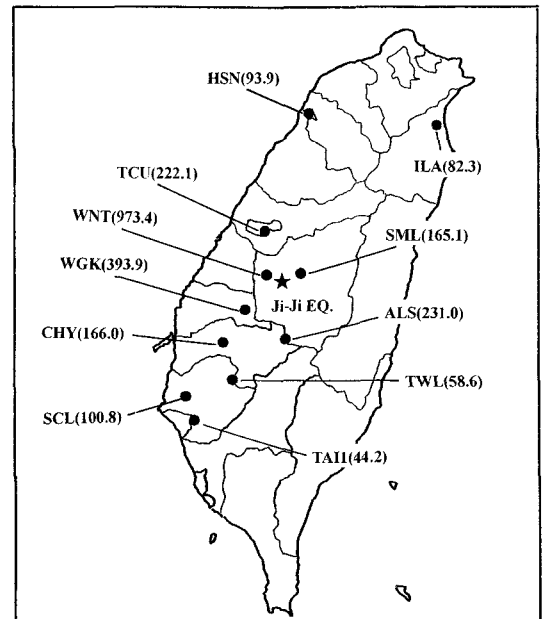 HSN(93.9)
ILA(82.3)
TCU(222.1)
WNT(973.4)
SML(165.1)
WGK(393.9)
Ji-Ji EQ.
ALS(231.0)
CHY(166.0)
TWL(58.6)
SCL(100.8)
TAI1(44.2)